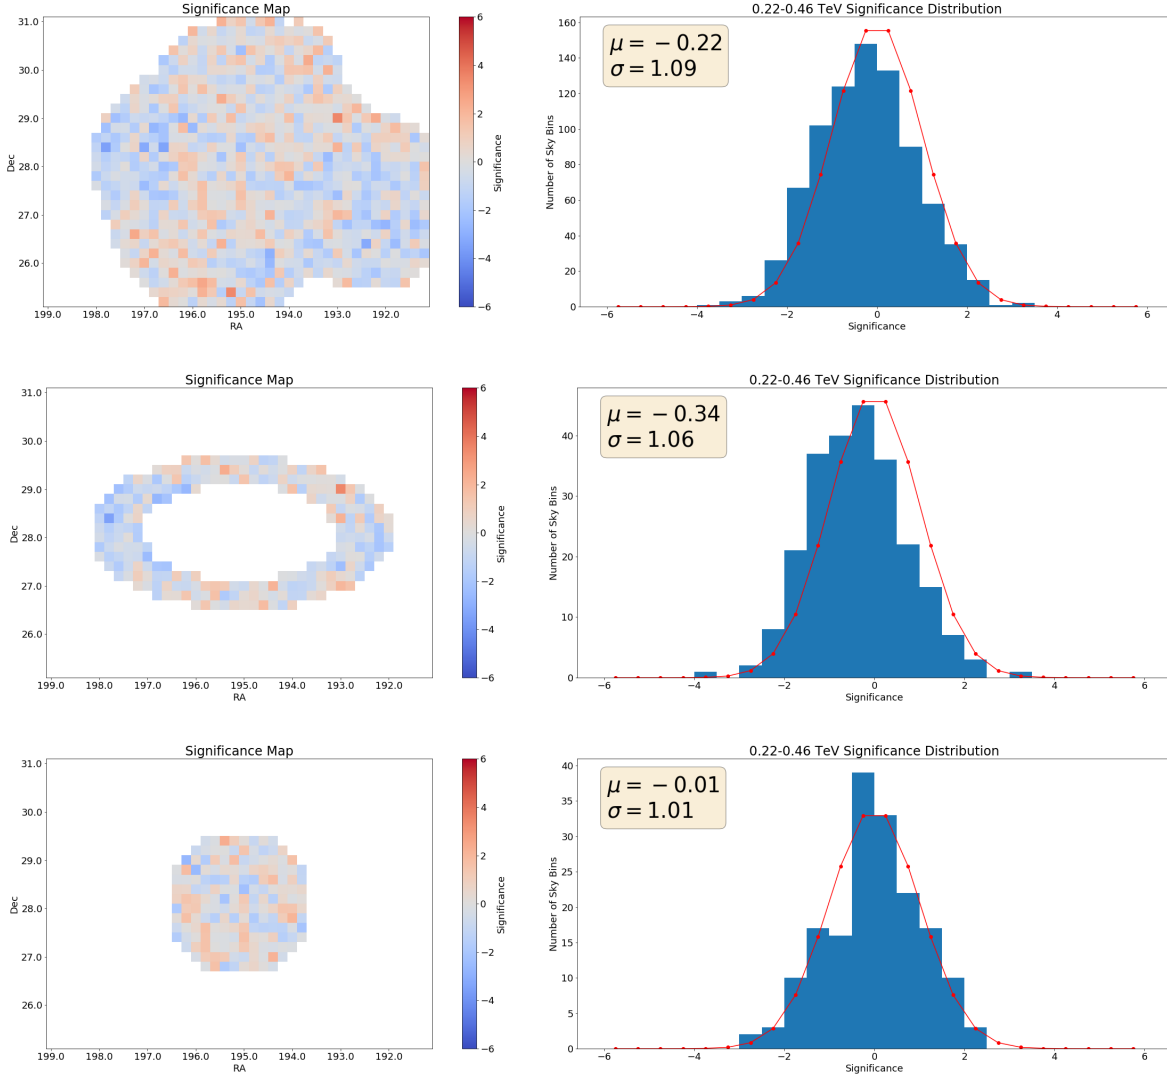 Significance Map
31.0
30.0
29.0
28.0
27.0
26.0
Dec
199.0 198.0 197.0 196.0 195.0 194.0 193.0 192.0
RA
6
4
2
0
−2
−4
−6
Significance
0.22-0.46 TeV Significance Distribution
μ = − 0.22
σ = 1.09
160
140
120
100
80
60
40
20
0
Number of Sky Bins
−6 −4 −2 0 2 4 6
Significance
Significance Map
31.0
30.0
29.0
28.0
27.0
26.0
Dec
199.0 198.0 197.0 196.0 195.0 194.0 193.0 192.0
RA
6
4
2
0
−2
−4
−6
Significance
0.22-0.46 TeV Significance Distribution
μ = − 0.34
σ = 1.06
40
30
20
10
0
Number of Sky Bins
−6 −4 −2 0 2 4 6
Significance
Significance Map
31.0
30.0
29.0
28.0
27.0
26.0
Dec
199.0 198.0 197.0 196.0 195.0 194.0 193.0 192.0
RA
6
4
2
0
−2
−4
−6
Significance
0.22-0.46 TeV Significance Distribution
μ = − 0.01
σ = 1.01
40
35
30
25
20
15
10
5
0
Number of Sky Bins
−6 −4 −2 0 2 4 6
Significance